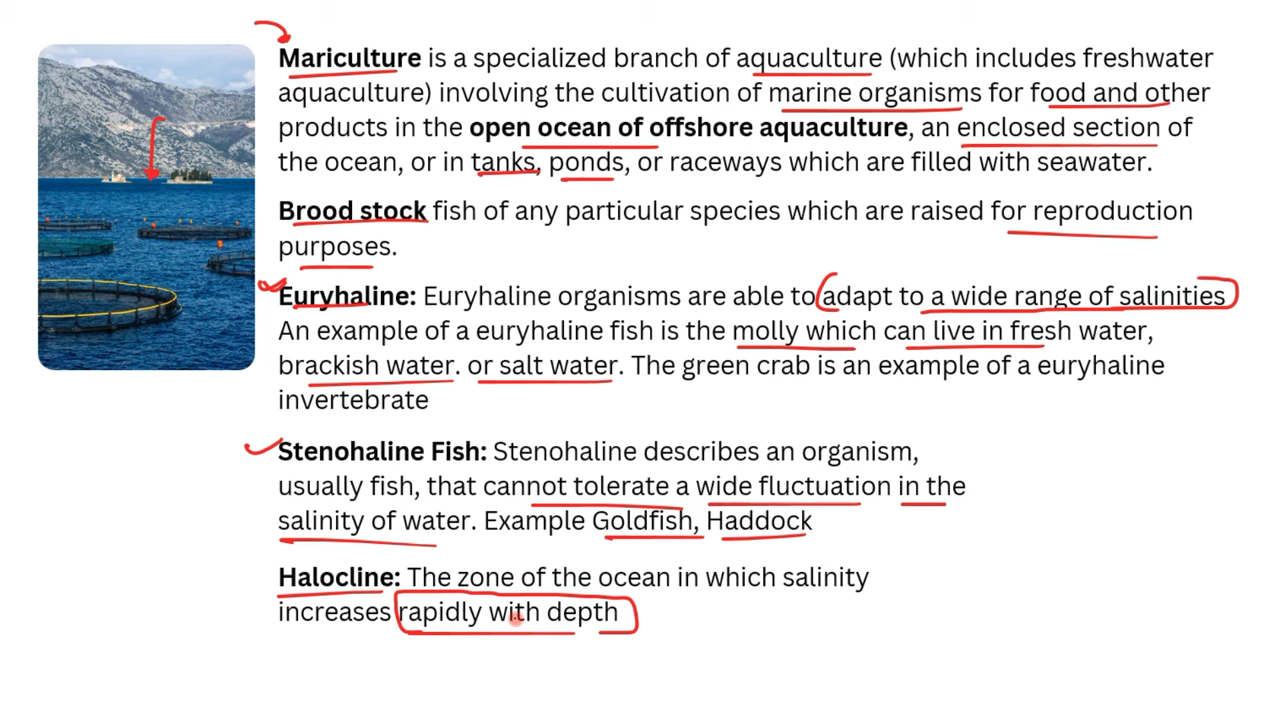 Mariculture is a specialized branch of aquaculture (which includes freshwater
aquaculture) involving the cultivation of marine organisms for food and other
products in the open ocean of offshore aquaculture, an enclosed section of
the ocean, or in tanks, ponds, or raceways which are filled with seawater.
Brood stock fish of any particular species which are raised for reproduction
purposes.
Euryhaline: Euryhaline organisms are able to adapt to a wide range of salinities
An example of a euryhaline fish is the molly which can live in fresh water,
brackish water. or salt water. The green crab is an example of a euryhaline
invertebrate
Stenohaline Fish: Stenohaline describes an organism,
usually fish, that cannot tolerate a wide fluctuation in the
salinity of water. Example Goldfish, Haddock
Halocline: The zone of the ocean in which salinity
increases rapidly with depth